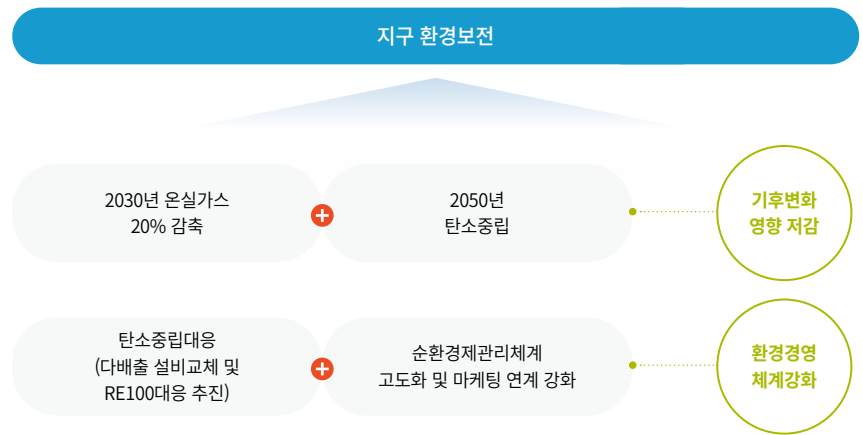 지구 환경보전
2030년 온실가스
20% 감축
2050년
탄소중립
기후변화
영향 저감
탄소중립대응
(다배출 설비교체 및
RE100대응 추진)
순환경제관리체계
고도화 및 마케팅 연계 강화
환경경영
체계강화